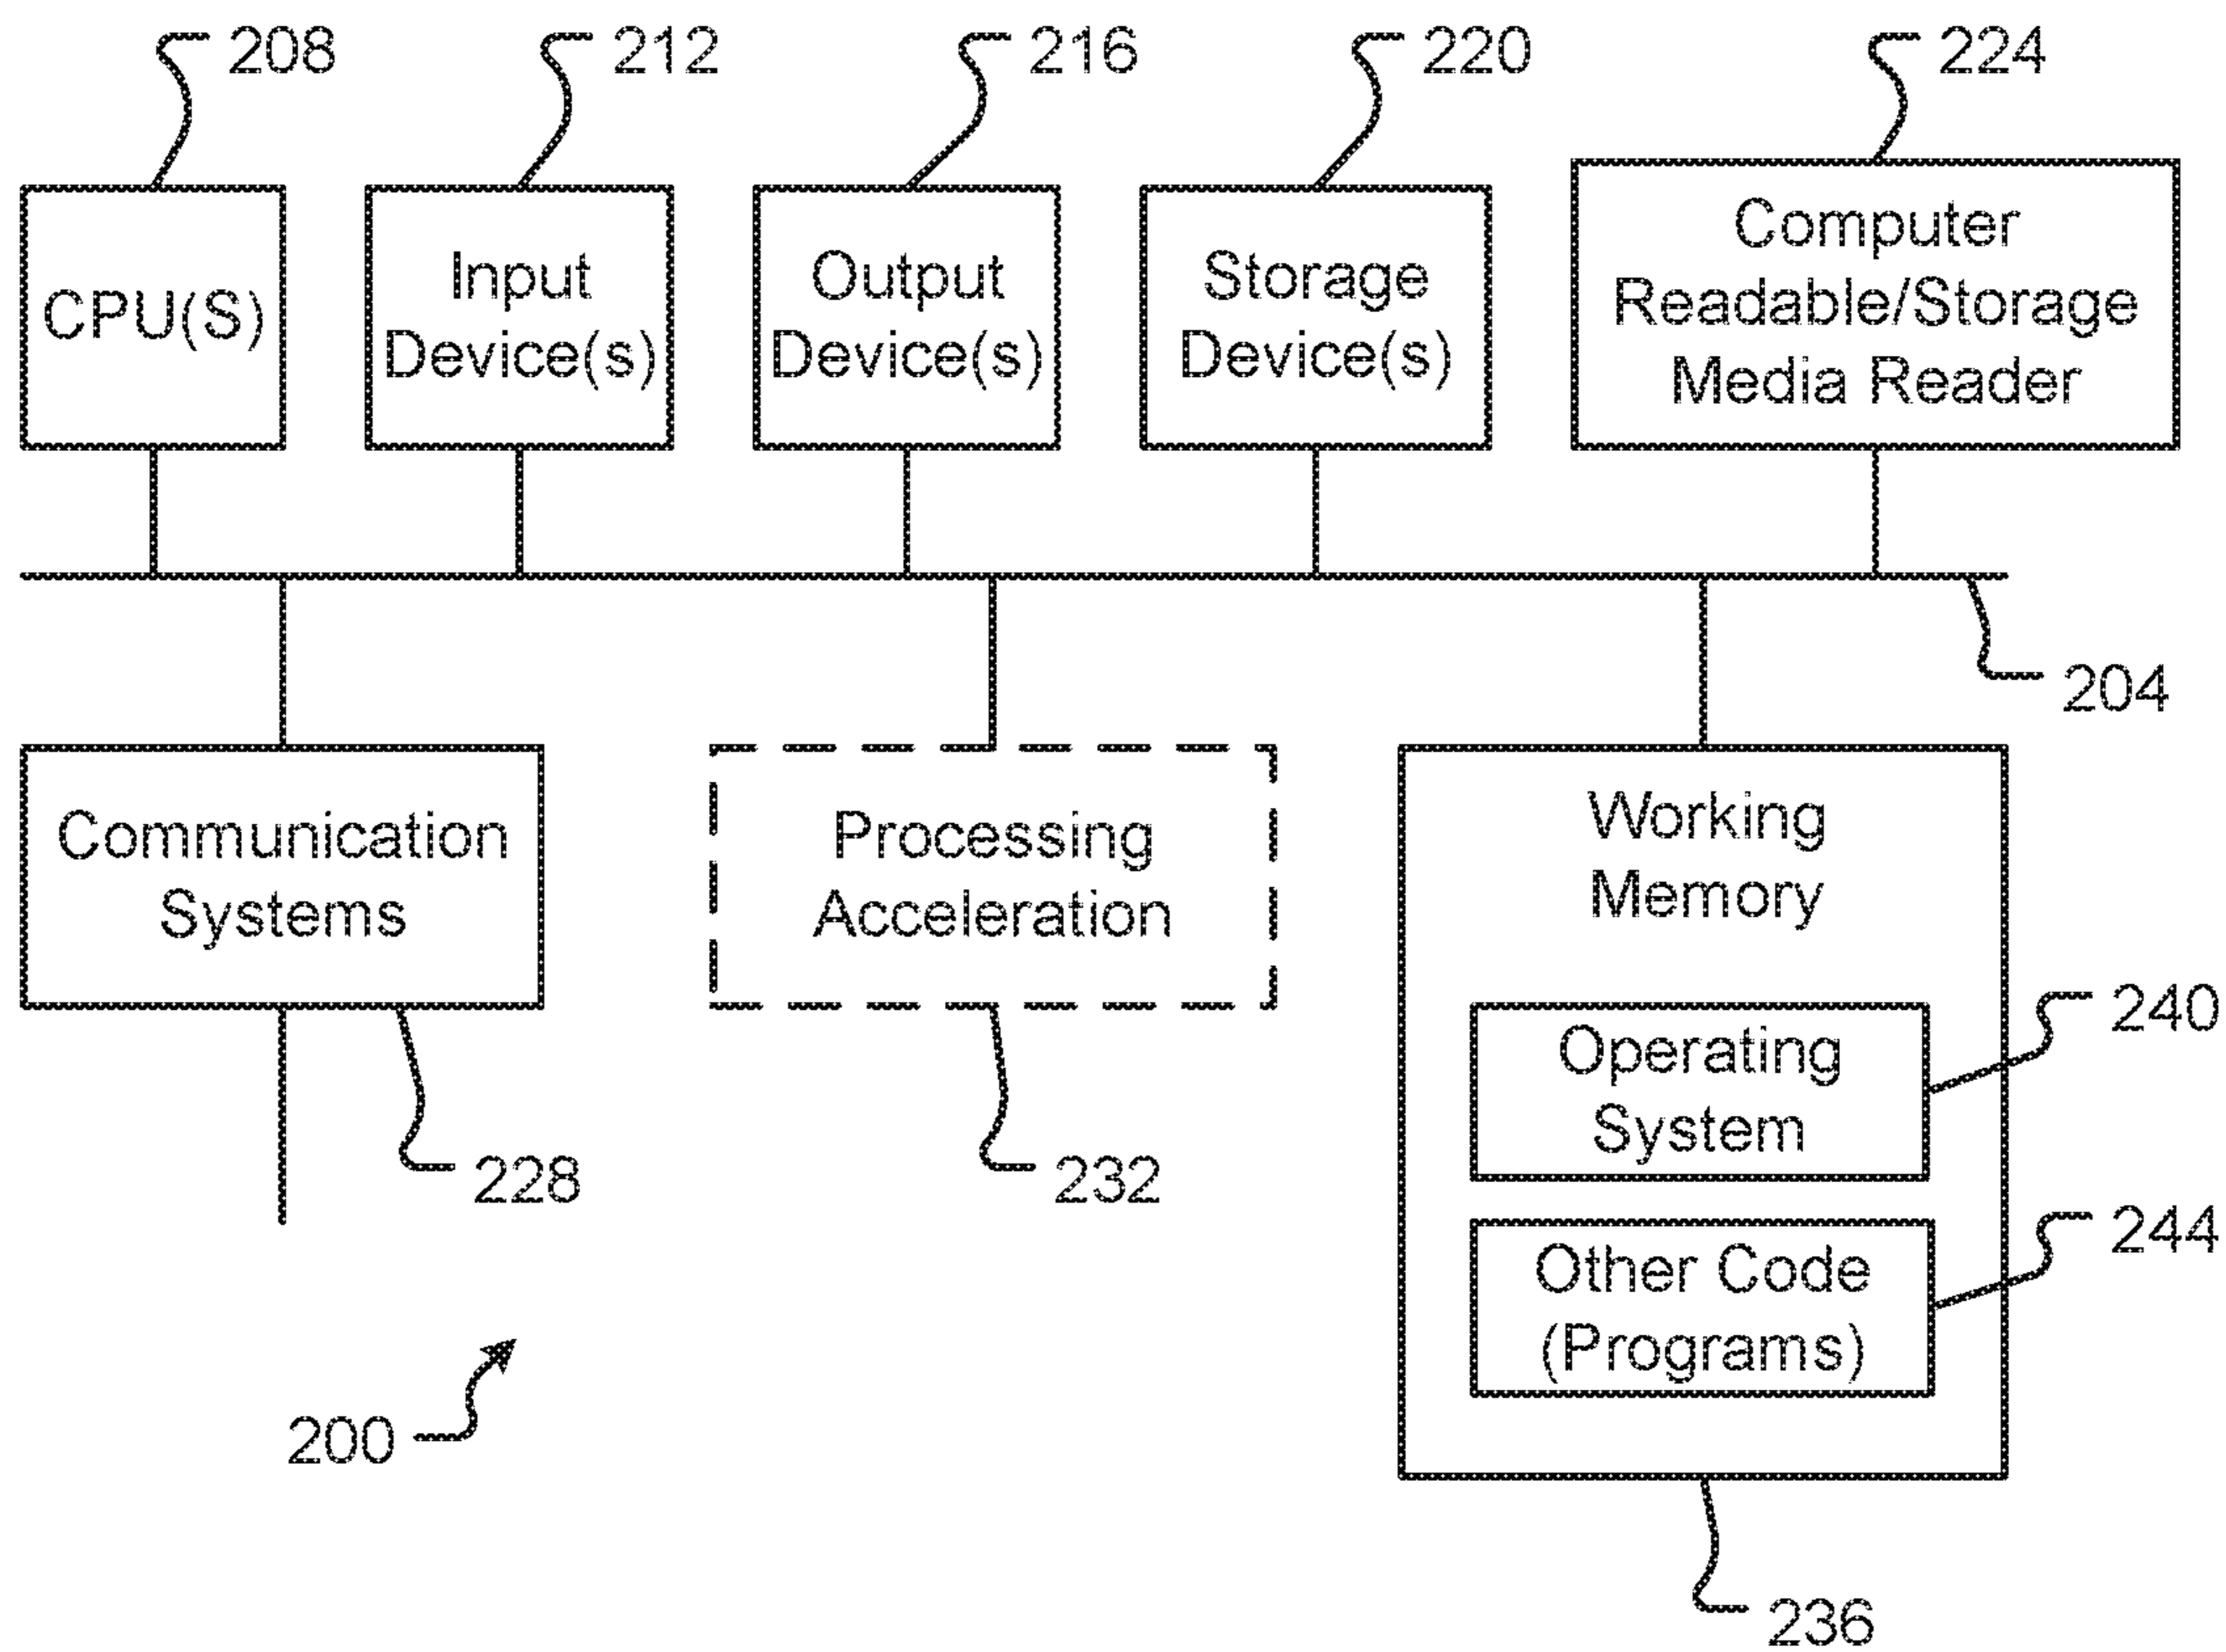 208
212
216
220
224
CPU(S)
Input
Device(s)
Output
Device(s)
Storage
Device(s)
Computer
Readable/Storage
Media Reader
204
Communication
Systems
Processing
Acceleration
Working
Memory
Operating
System
240
228
232
Other Code
(Programs)
244
200
236